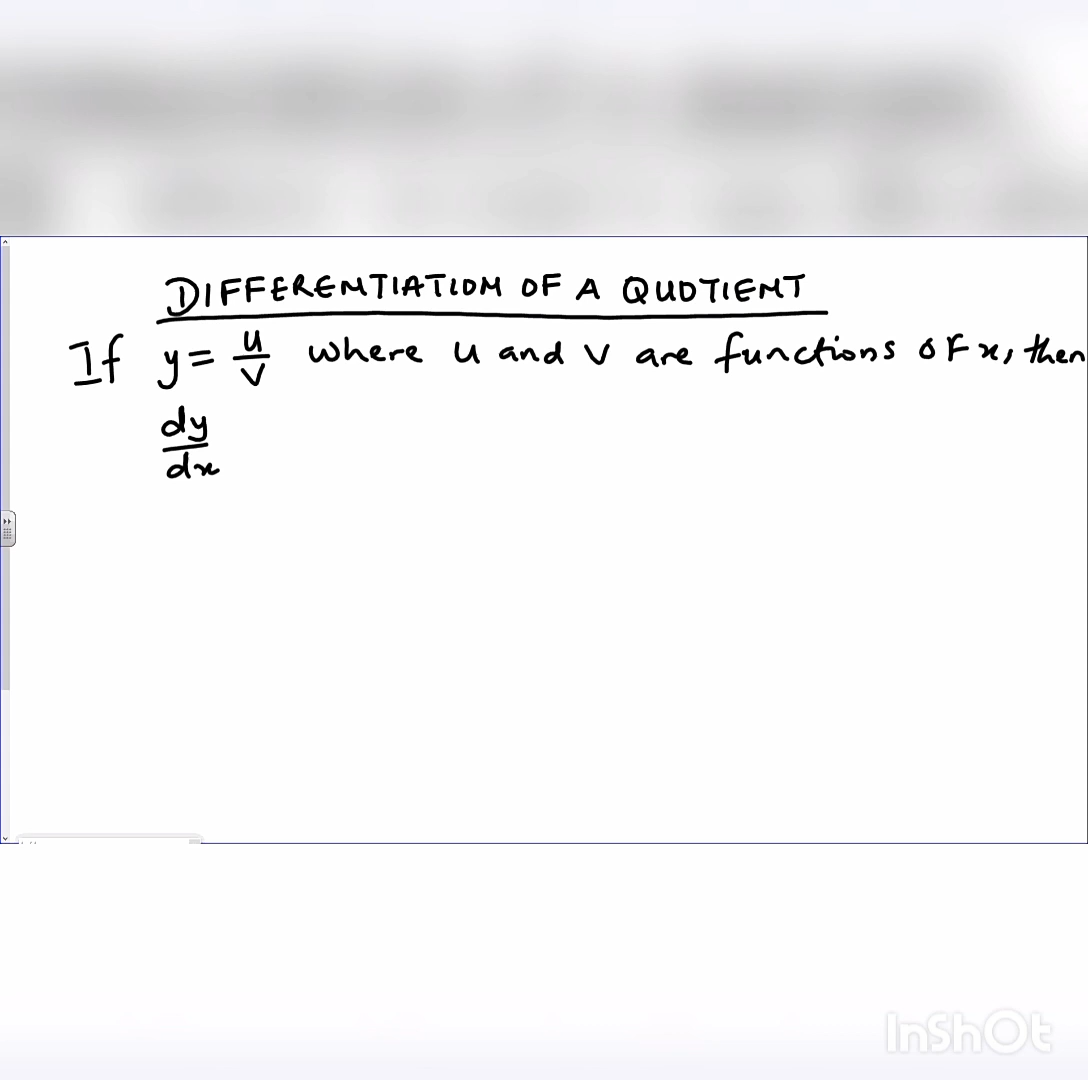 DIFFERENTIATION OF A QUOTIENT
If y = u/v where u and v are functions of x, then
dy/dx
InShOt